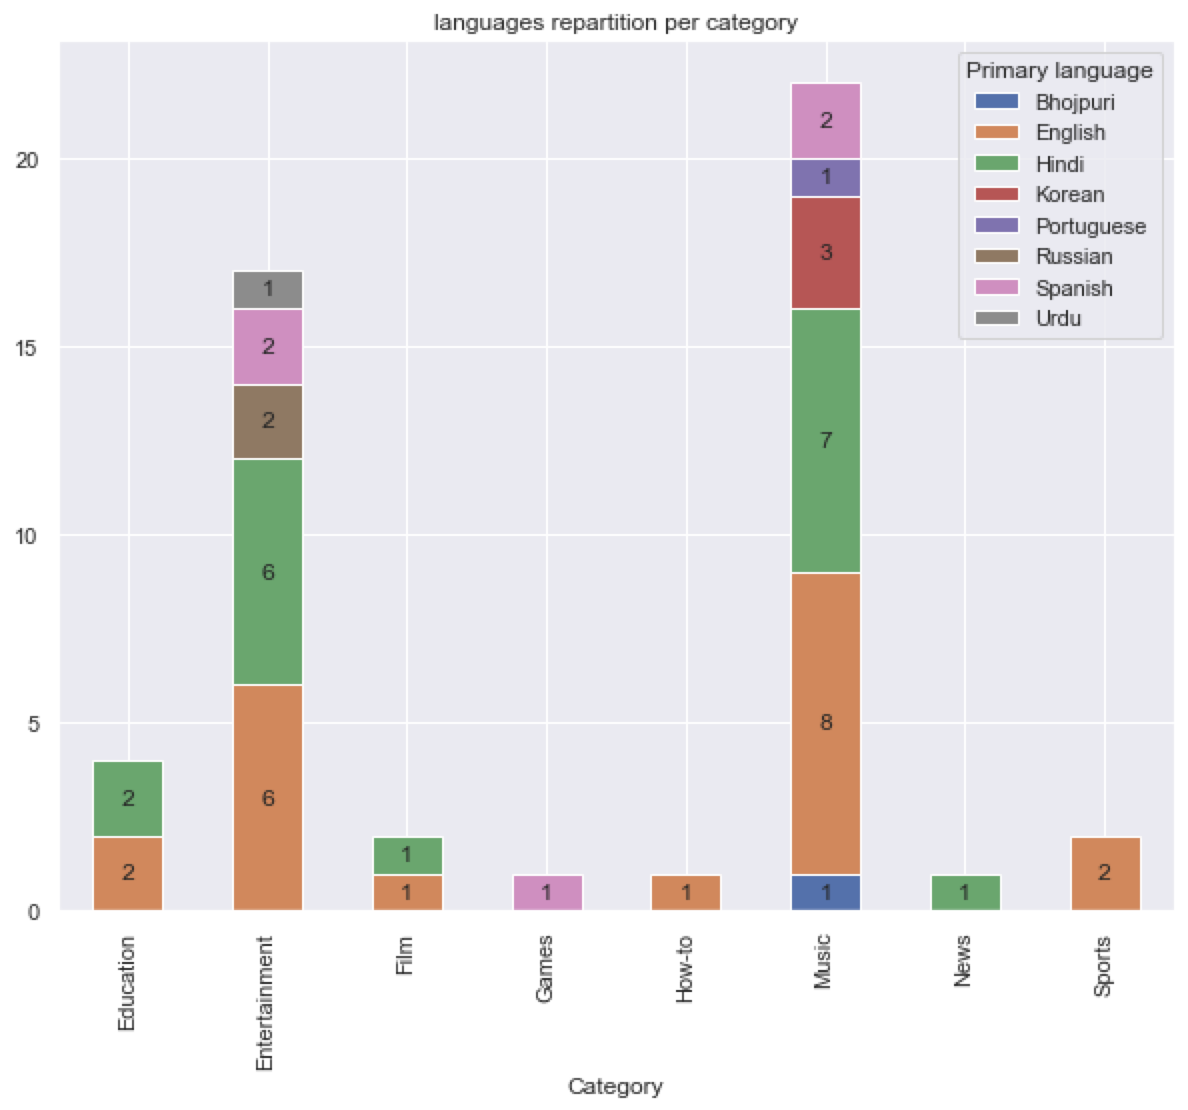 languages repartition per category
Primary language
Bhojpuri
English
Hindi
Korean
Portuguese
Russian
Spanish
Urdu
20
15
10
5
0
2
2
1
2
2
6
6
1
1
1
1
2
1
3
7
8
1
1
2
Education
Entertainment
Film
Games
How-to
Music
News
Sports
Category